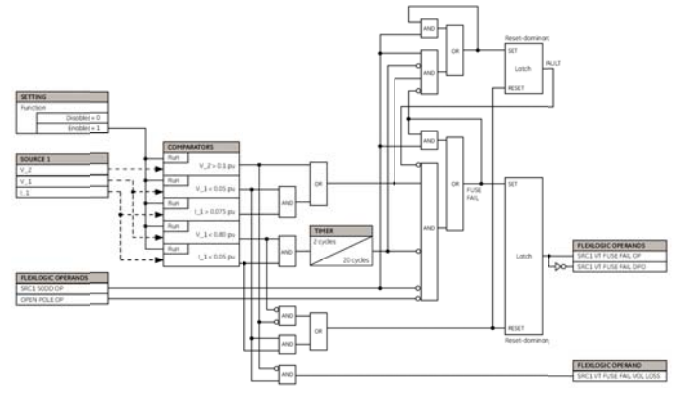 SETTING
Function
Disabled = 0
Enabled = 1
SOURCE 1
V_2
V_1
I_1
COMPARATORS
Run
V_2 > 0.1 pu
Run
V_1 < 0.05 pu
Run
I_1 > 0.075 pu
Run
V_1 < 0.80 pu
Run
I_1 < 0.05 pu
FLEXLOGIC OPERANDS
SRC1 50DD OP
OPEN POLE OP
OR
AND
AND
TIMER
2 cycles
20 cycles
AND
AND
OR
AND
AND
OR
AND
AND
AND
OR
FUSE
FAIL
Reset-dominant
SET
Latch
RESET
FAULT
SET
Latch
RESET
Reset-dominant
FLEXLOGIC OPERANDS
SRC1 VT FUSE FAIL OP
SRC1 VT FUSE FAIL DPO
FLEXLOGIC OPERAND
SRC1 VT FUSE FAIL VOL LOSS